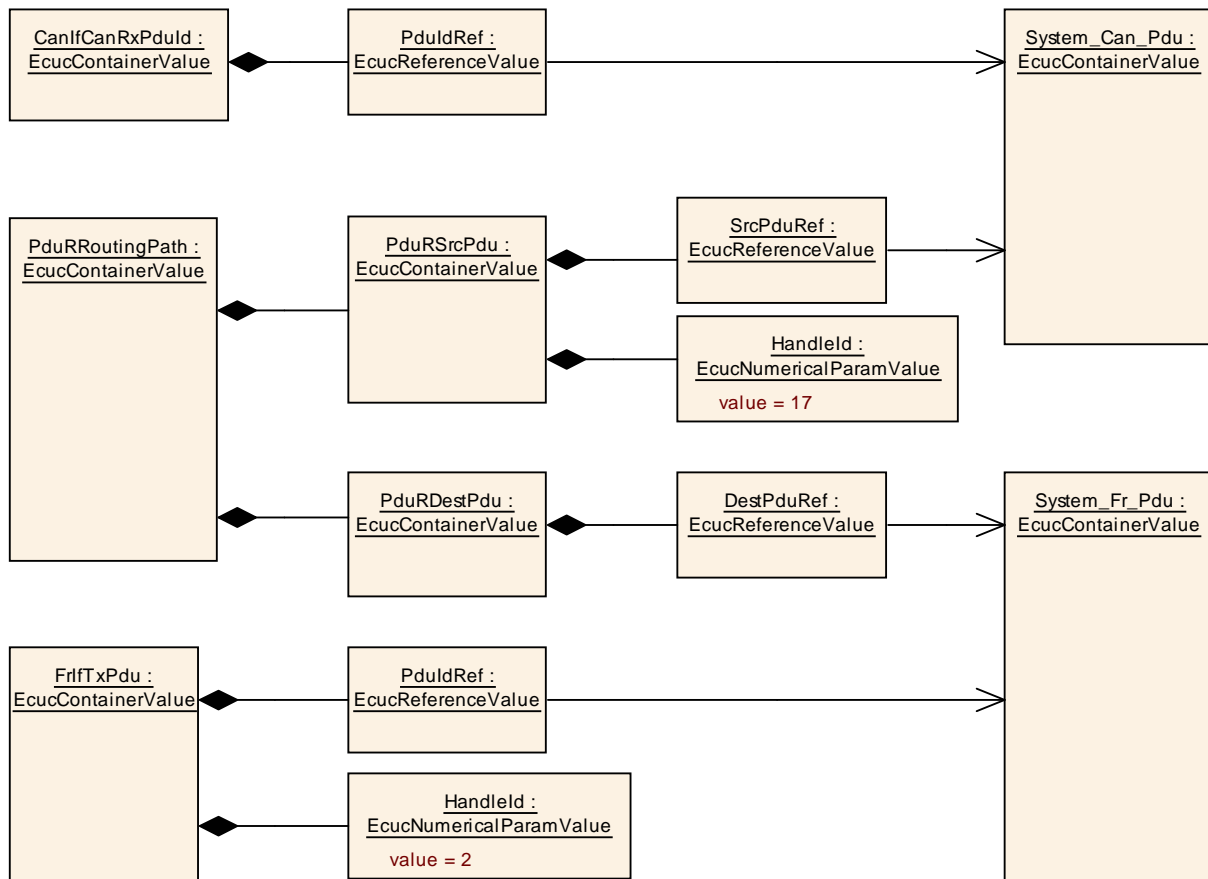 CanIfCanRxPduId :
EcucContainerValue
PduIdRef :
EcucReferenceValue
System_Can_Pdu :
EcucContainerValue
PduRRoutingPath :
EcucContainerValue
PduRSrcPdu :
EcucContainerValue
SrcPduRef :
EcucReferenceValue
HandleId :
EcucNumericalParamValue
value = 17
PduRDestPdu :
EcucContainerValue
DestPduRef :
EcucReferenceValue
System_Fr_Pdu :
EcucContainerValue
FrIfTxPdu :
EcucContainerValue
PduIdRef :
EcucReferenceValue
HandleId :
EcucNumericalParamValue
value = 2